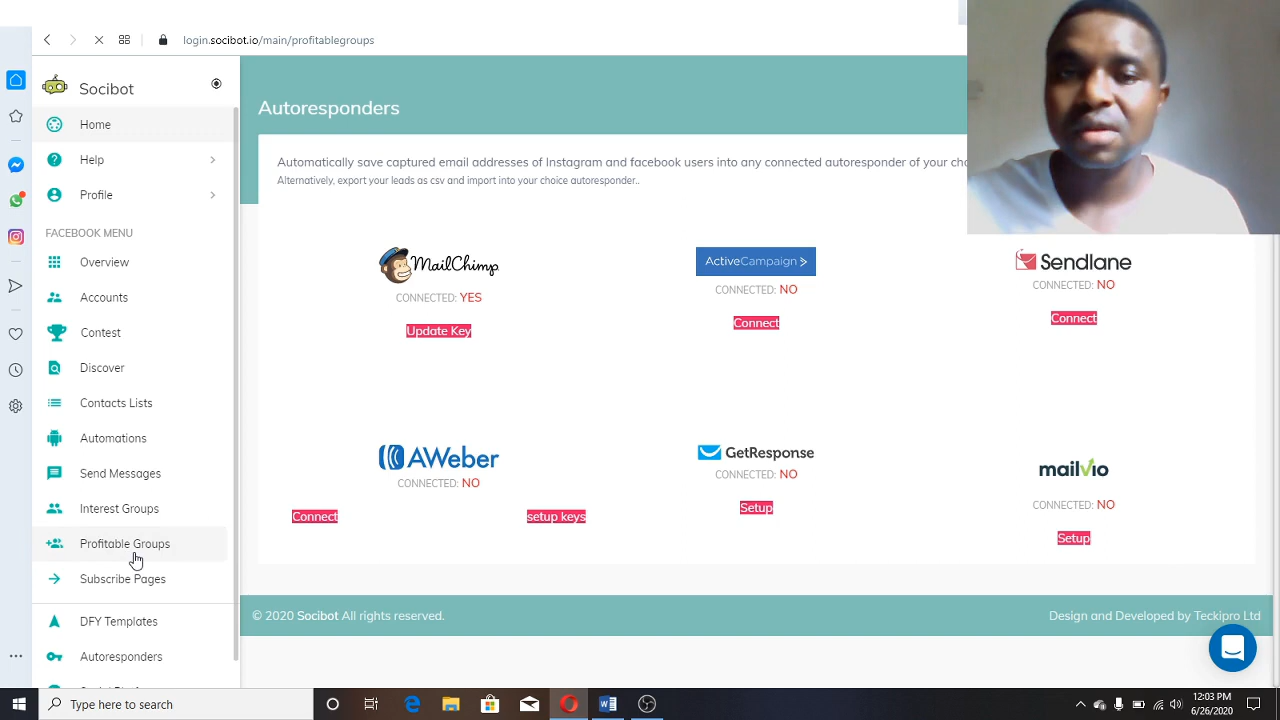 login.socibot.io/main/profitablegroups
Socibot
Home
Help
Profile
FACEBOOK MENU
Overview
Accounts
Contest
Discover
Contacts Lists
Automations
Send Messages
Interest Groups
Profitable Groups
Subscribe Pages
DFY Templates
Autoresponders
Autoresponders
Automatically save captured email addresses of Instagram and facebook users into any connected autoresponder of your
Alternatively, export your leads as csv and import into your choice autoresponder..
MailChimp
CONNECTED: YES
Update Key
ActiveCampaign >
CONNECTED: NO
Connect
Sendlane
CONNECTED: NO
Connect
AWeber
CONNECTED: NO
Connect
setup keys
GetResponse
CONNECTED: NO
Setup
mailvio
CONNECTED: NO
Setup
© 2020 Socibot All rights reserved.
Design and Developed by Teckipro Ltd
Type here to search
12:03 PM
6/26/2020